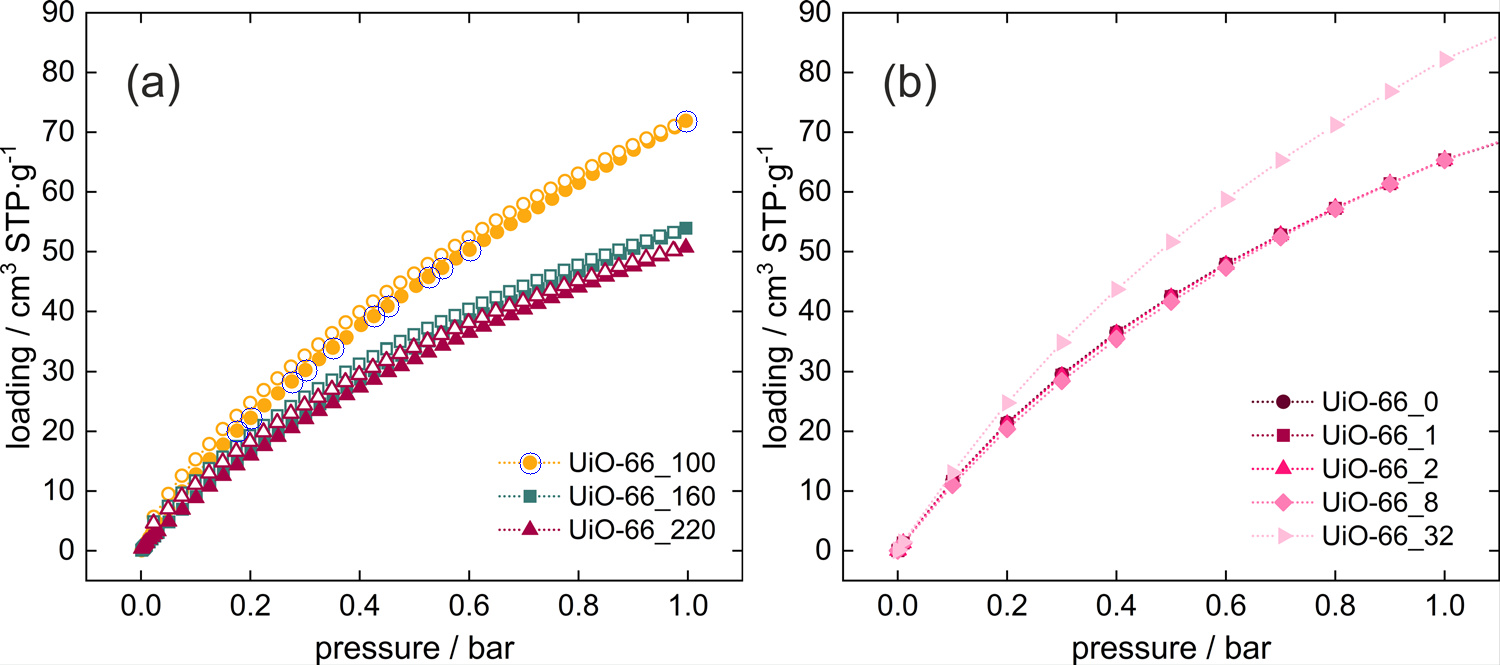 (a)
loading / cm³ STP·g⁻¹
90
80
70
60
50
40
30
20
10
0
0.0 0.2 0.4 0.6 0.8 1.0
pressure / bar
UiO-66_100
UiO-66_160
UiO-66_220
(b)
loading / cm³ STP·g⁻¹
90
80
70
60
50
40
30
20
10
0
0.0 0.2 0.4 0.6 0.8 1.0
pressure / bar
UiO-66_0
UiO-66_1
UiO-66_2
UiO-66_8
UiO-66_32